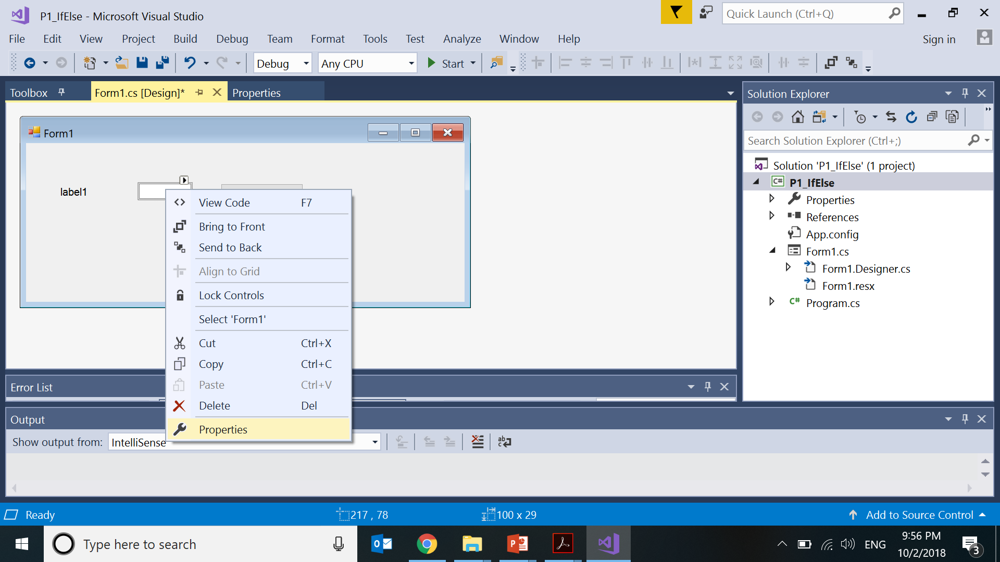 P1_IfElse - Microsoft Visual Studio
Quick Launch (Ctrl+Q)
File Edit View Project Build Debug Team Format Tools Test Analyze Window Help
Sign in
Debug Any CPU Start
Toolbox Form1.cs [Design]* Properties
Form1
label1
View Code F7
Bring to Front
Send to Back
Align to Grid
Lock Controls
Select 'Form1'
Cut Ctrl+X
Copy Ctrl+C
Paste Ctrl+V
Delete Del
Properties
Solution Explorer
Search Solution Explorer (Ctrl+;)
Solution 'P1_IfElse' (1 project)
C# P1_IfElse
Properties
References
App.config
Form1.cs
Form1.Designer.cs
Form1.resx
C# Program.cs
Error List
Output
Show output from: IntelliSense
Ready 217 , 78 100 x 29 Add to Source Control
Type here to search
ENG
9:56 PM
10/2/2018
3